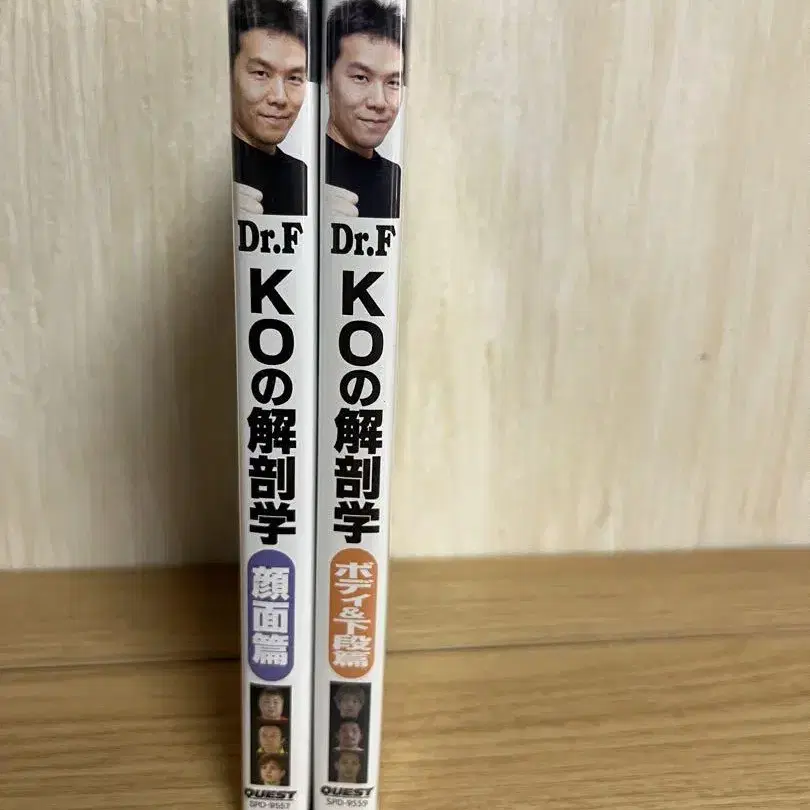 Dr.F
KOの解剖学
顔面篇
QUEST
SPD-9557
Dr.F
KOの解剖学
ボディ&下段篇
QUEST
SPD-9559